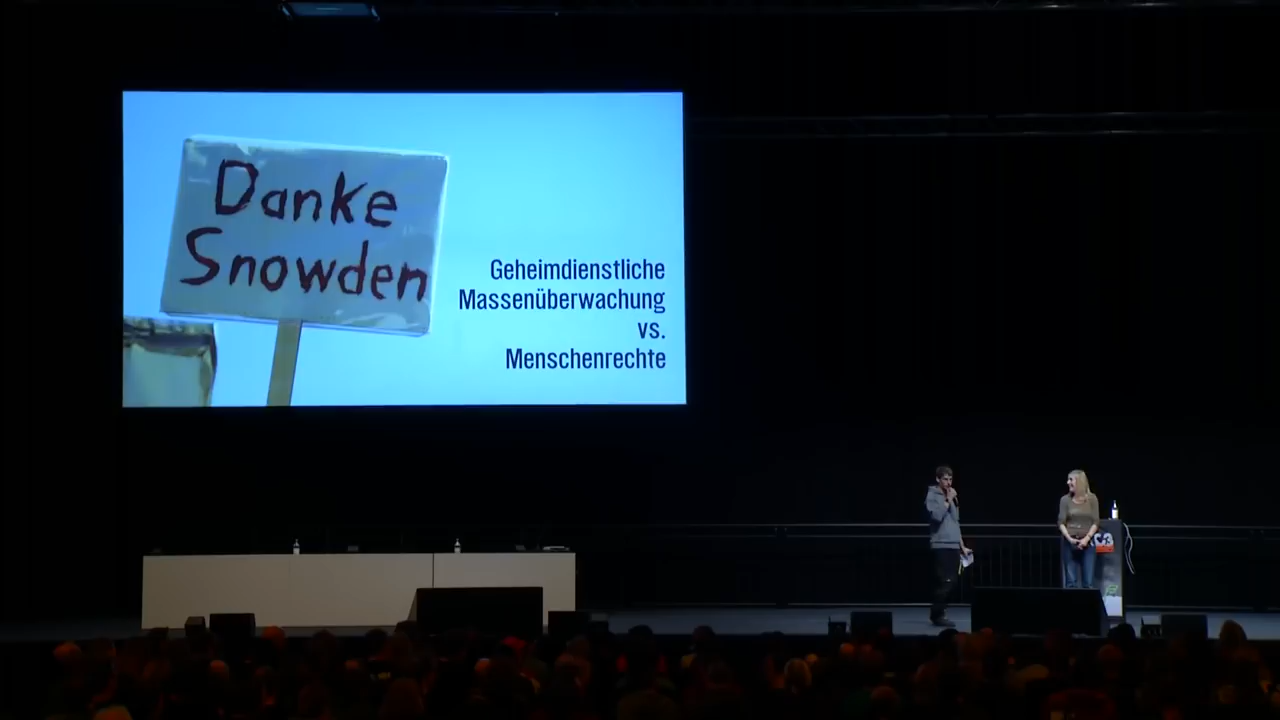 Danke
Snowden
Geheimdienstliche
Massenüberwachung
vs.
Menschenrechte